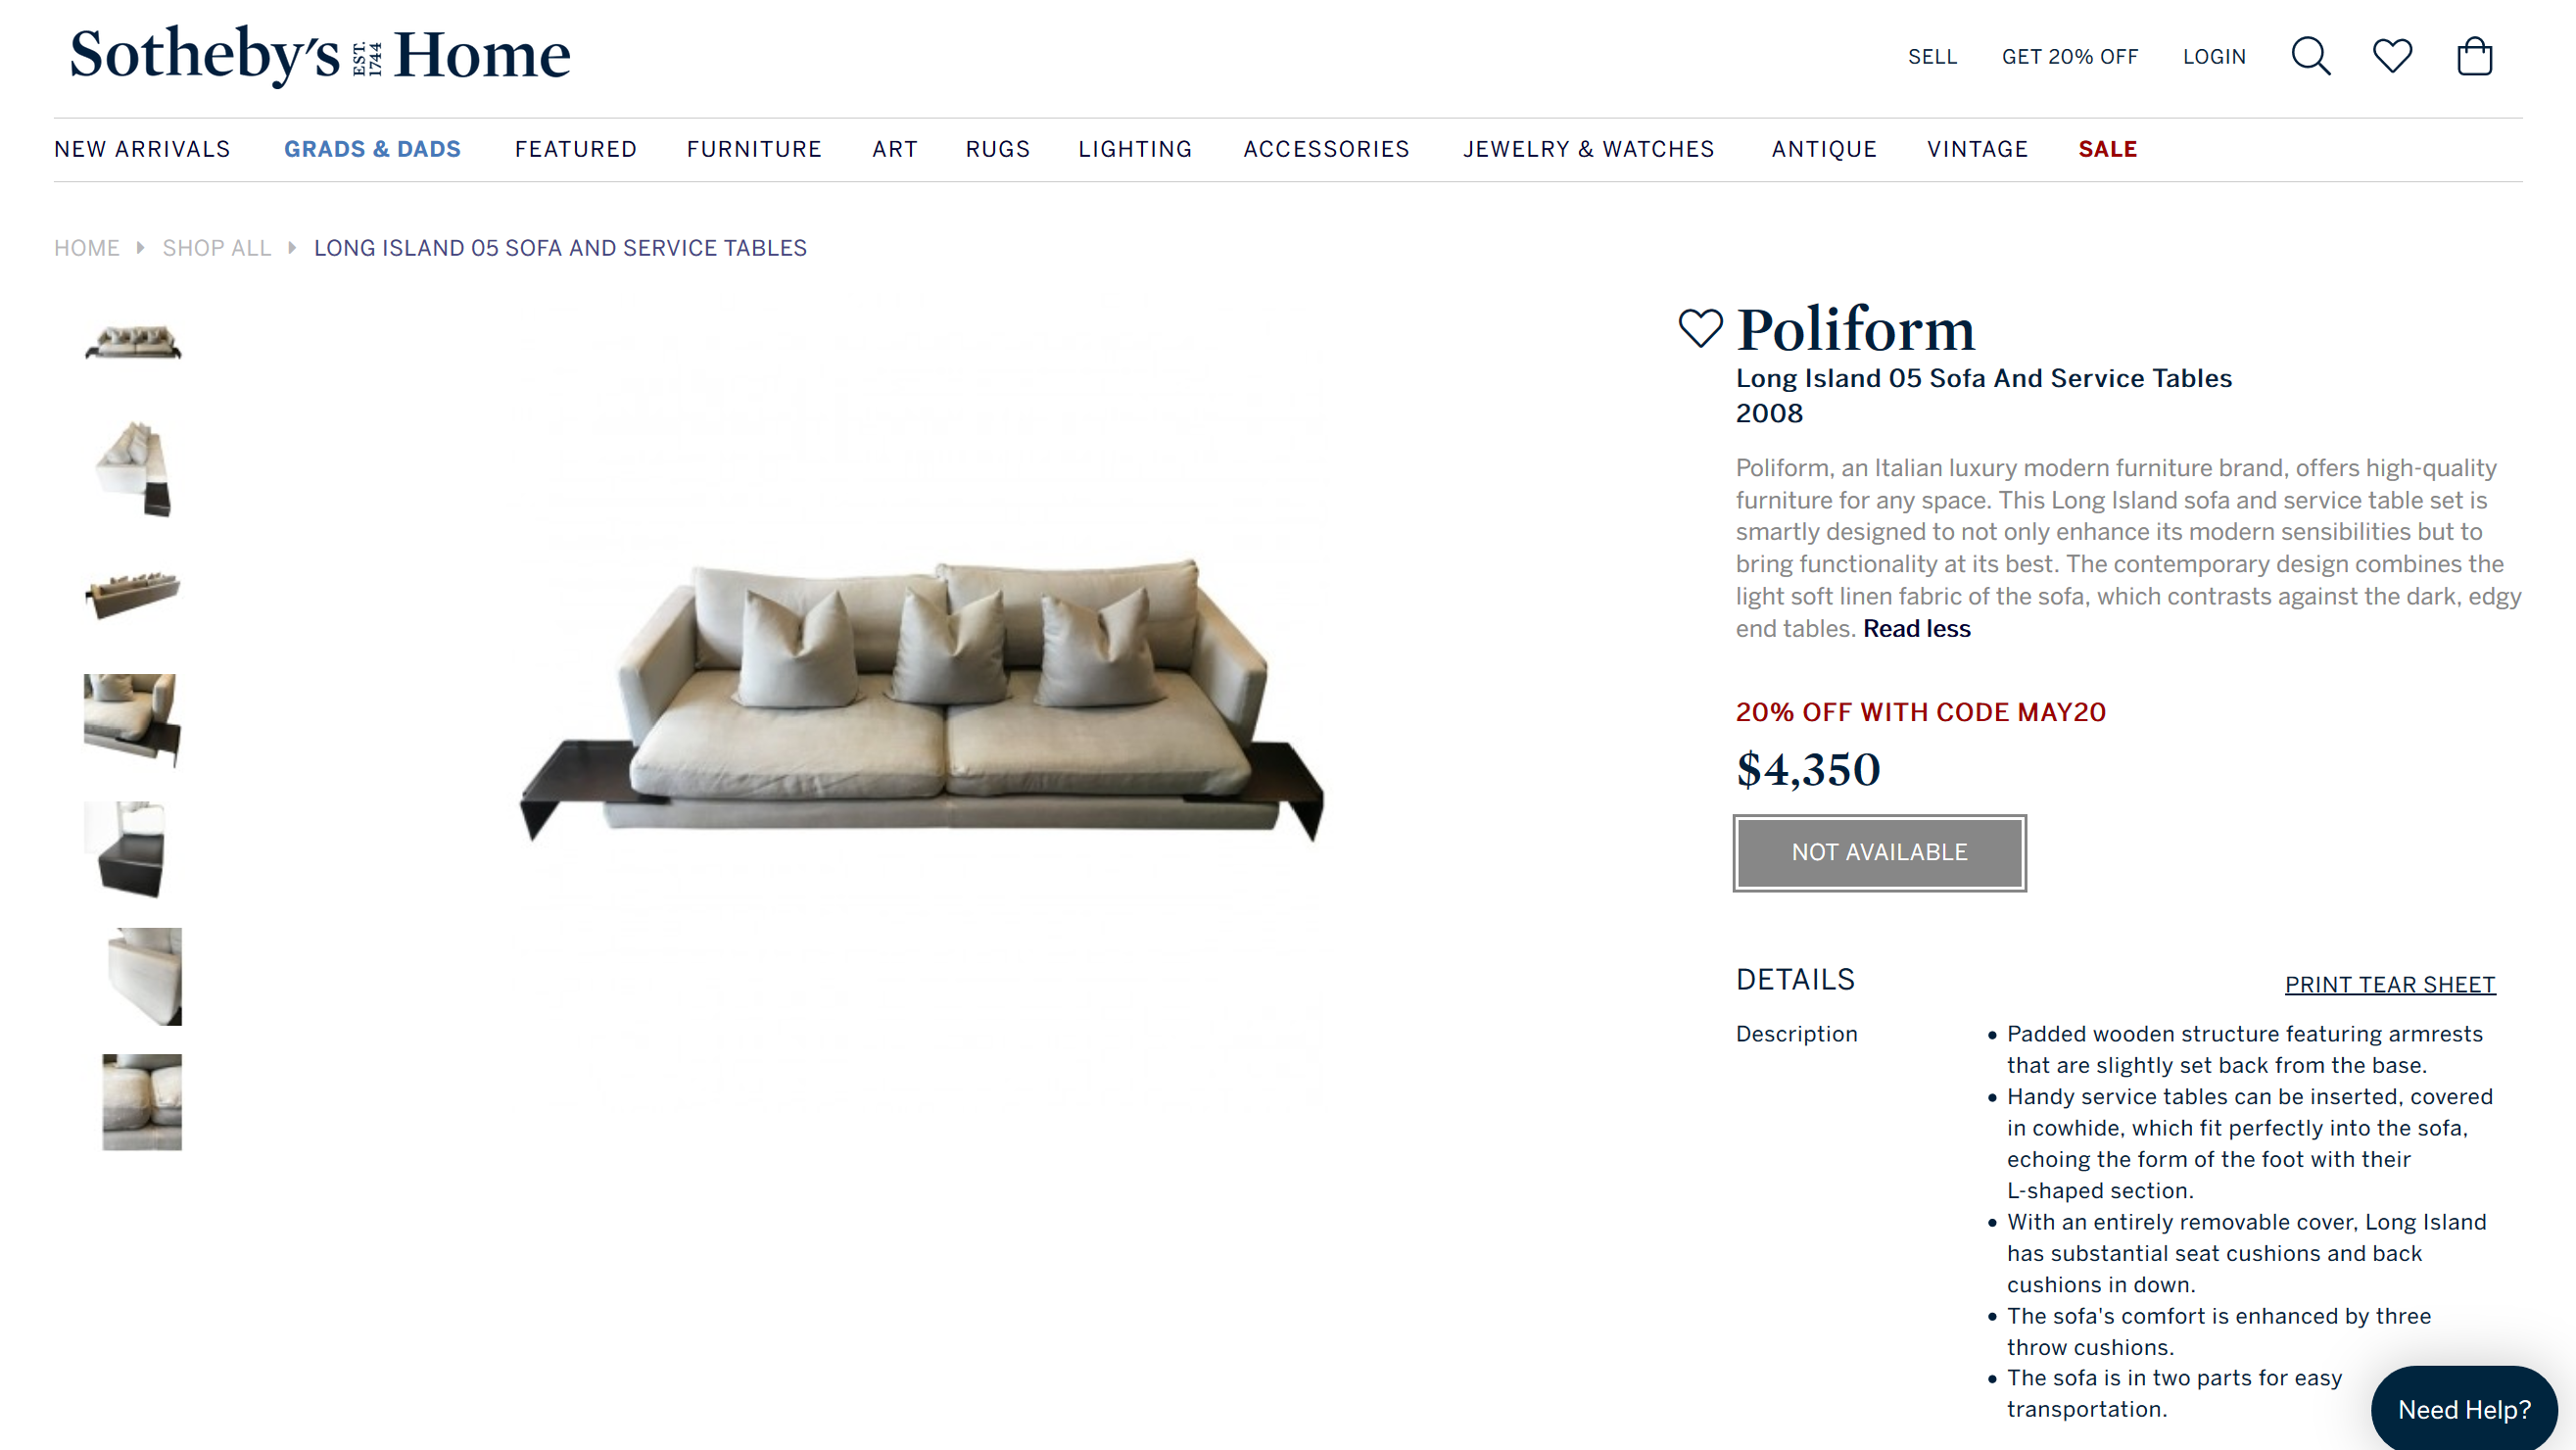 Sotheby's EST. 1744 Home
SELL GET 20% OFF LOGIN
NEW ARRIVALS GRADS & DADS FEATURED FURNITURE ART RUGS LIGHTING ACCESSORIES JEWELRY & WATCHES ANTIQUE VINTAGE SALE
HOME SHOP ALL LONG ISLAND 05 SOFA AND SERVICE TABLES
Poliform
Long Island 05 Sofa And Service Tables
2008
Poliform, an Italian luxury modern furniture brand, offers high-quality
furniture for any space. This Long Island sofa and service table set is
smartly designed to not only enhance its modern sensibilities but to
bring functionality at its best. The contemporary design combines the
light soft linen fabric of the sofa, which contrasts against the dark, edgy
end tables. Read less
20% OFF WITH CODE MAY20
$4,350
NOT AVAILABLE
DETAILS
PRINT TEAR SHEET
Description
• Padded wooden structure featuring armrests
that are slightly set back from the base.
• Handy service tables can be inserted, covered
in cowhide, which fit perfectly into the sofa,
echoing the form of the foot with their
L-shaped section.
• With an entirely removable cover, Long Island
has substantial seat cushions and back
cushions in down.
• The sofa's comfort is enhanced by three
throw cushions.
• The sofa is in two parts for easy
transportation.
Need Help?